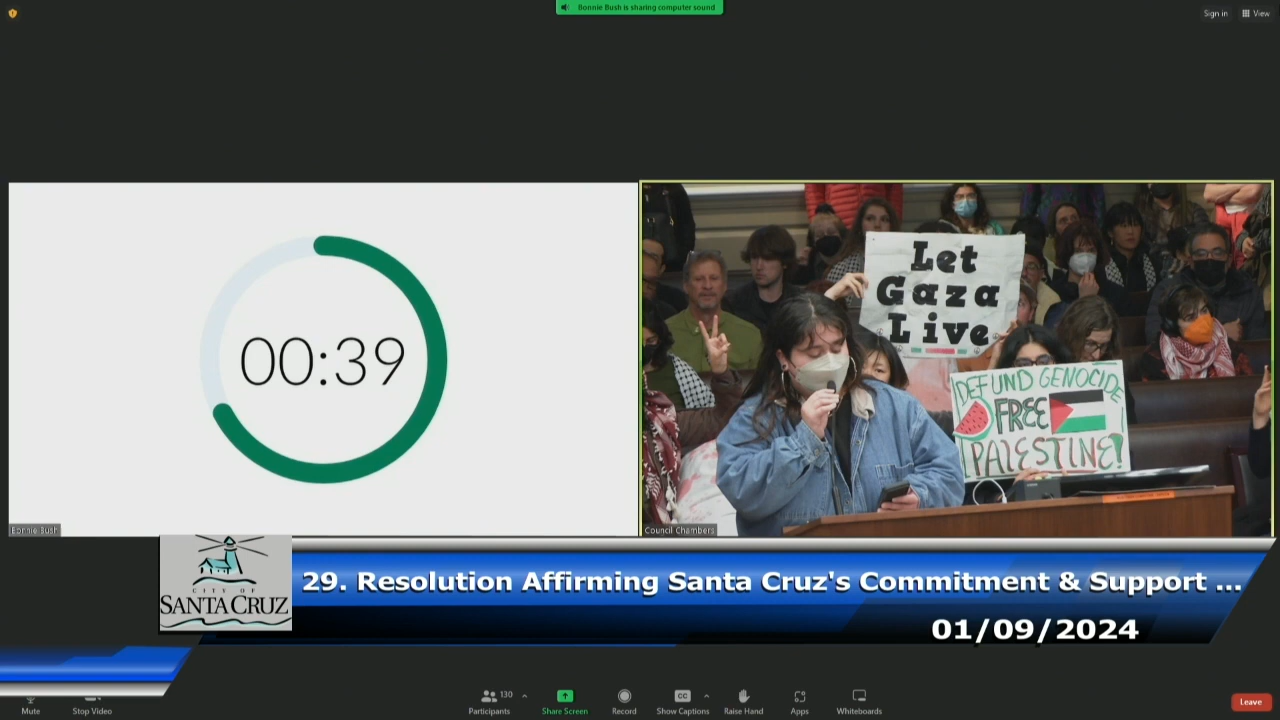 Bonnie Bush is sharing computer sound
Sign in
View
00:39
Let
Gaza
Live
DEFUND GENOCIDE
FREE
PALESTINE!
Bonnie Bush
Council Chambers
CITY OF
SANTA CRUZ
29. Resolution Affirming Santa Cruz's Commitment & Support ...
01/09/2024
Mute
Stop Video
Participants
130
Share Screen
Record
CC
Show Captions
Raise Hand
Apps
Whiteboards
Leave